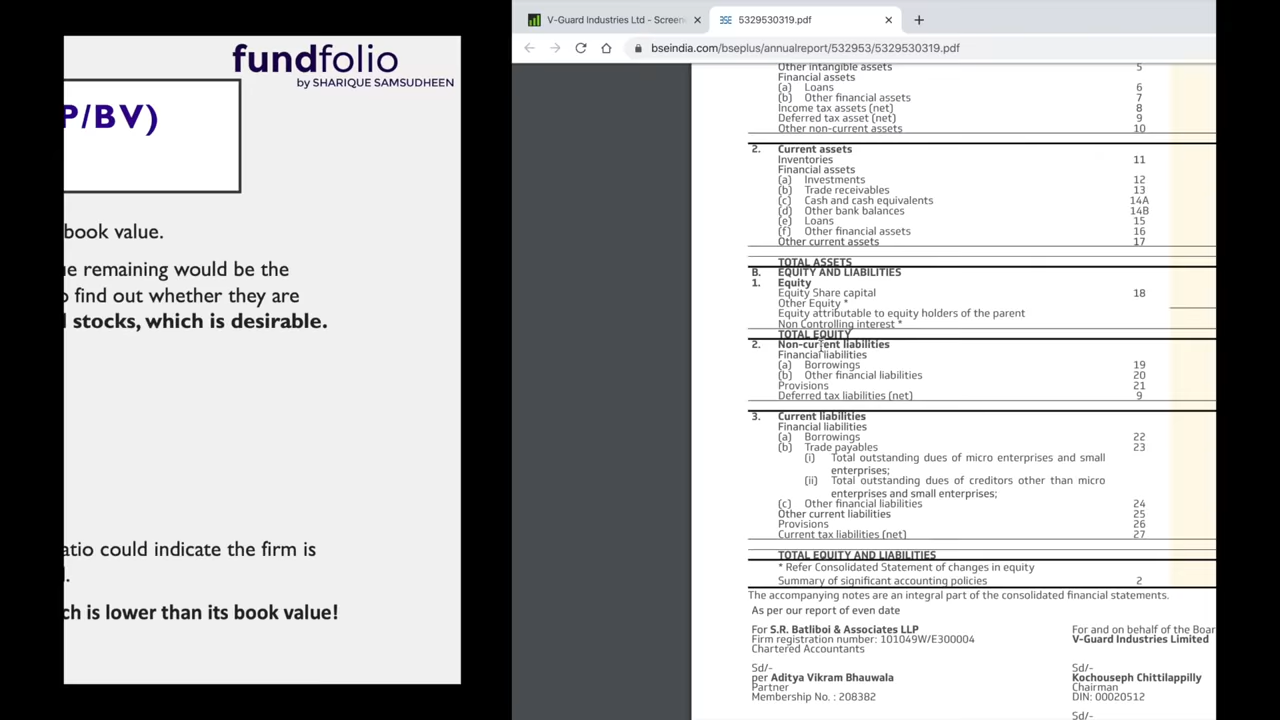 fundfolio
by SHARIQUE SAMSUDHEEN
P/BV)
book value.
ue remaining would be the
o find out whether they are
stocks, which is desirable.
atio could indicate the firm is
ch is lower than its book value!
V-Guard Industries Ltd - Screen
5329530319.pdf
bseindia.com/bseplus/annualreport/532953/5329530319.pdf
Other intangible assets 5
Financial assets
(a) Loans 6
(b) Other financial assets 7
Income tax assets (net) 8
Deferred tax asset (net) 9
Other non-current assets 10
2. Current assets
Inventories 11
Financial assets
(a) Investments 12
(b) Trade receivables 13
(c) Cash and cash equivalents 14A
(d) Other bank balances 14B
(e) Loans 15
(f) Other financial assets 16
Other current assets 17
TOTAL ASSETS
B. EQUITY AND LIABILITIES
1. Equity
Equity Share capital 18
Other Equity *
Equity attributable to equity holders of the parent
Non Controlling interest *
TOTAL EQUITY
2. Non-current liabilities
Financial liabilities
(a) Borrowings 19
(b) Other financial liabilities 20
Provisions 21
Deferred tax liabilities (net) 9
3. Current liabilities
Financial liabilities
(a) Borrowings 22
(b) Trade payables 23
(i) Total outstanding dues of micro enterprises and small
enterprises;
(ii) Total outstanding dues of creditors other than micro
enterprises and small enterprises;
(c) Other financial liabilities 24
Other current liabilities 25
Provisions 26
Current tax liabilities (net) 27
TOTAL EQUITY AND LIABILITIES
* Refer Consolidated Statement of changes in equity
Summary of significant accounting policies 2
The accompanying notes are an integral part of the consolidated financial statements.
As per our report of even date
For S.R. Batliboi & Associates LLP
Firm registration number: 101049W/E300004
Chartered Accountants
Sd/-
per Aditya Vikram Bhauwala
Partner
Membership No. : 208382
For and on behalf of the Boar
V-Guard Industries Limited
Sd/-
Kochouseph Chittilappilly
Chairman
DIN: 00020512
Sd/-